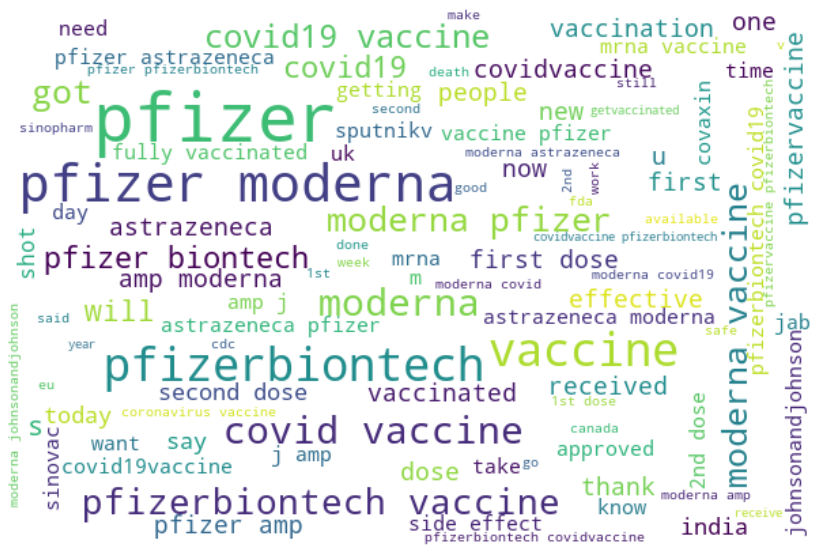 make
need
covid19 vaccine
vaccination
one
pfizer astrazeneca
mrna vaccine
v
pfizer pfizerbiontech
covid19
death
covidvaccine
time
still
got
getting
people
pfizer
second
new
getvaccinated
covaxin
pfizervaccine
sinopharm
sputnikv
vaccine pfizer
fully vaccinated
uk
moderna astrazeneca
u
now
2nd
work
first
pfizer moderna
good
day
fda
astrazeneca
moderna pfizer
available
shot
done
covidvaccine pfizerbiontech
pfizer biontech
week
mrna
first dose
1st
amp moderna
m
moderna covid
moderna covid19
will
amp j
moderna
effective
astrazeneca pfizer
astrazeneca moderna
safe
jab
said
year
cdc
vaccine
pfizerbiontech
moderna vaccine
pfizerbiontech covid19
pfizervaccine pfizerbiontech
eu
second dose
vaccinated
received
today
coronavirus vaccine
1st dose
s
covid vaccine
canada
want
say
j amp
approved
2nd dose
johnsonandjohnson
moderna johnsonandjohnson
sinovac
covid19vaccine
dose
take
go
thank
pfizerbiontech vaccine
know
moderna amp
pfizer amp
side effect
india
receive
pfizerbiontech covidvaccine